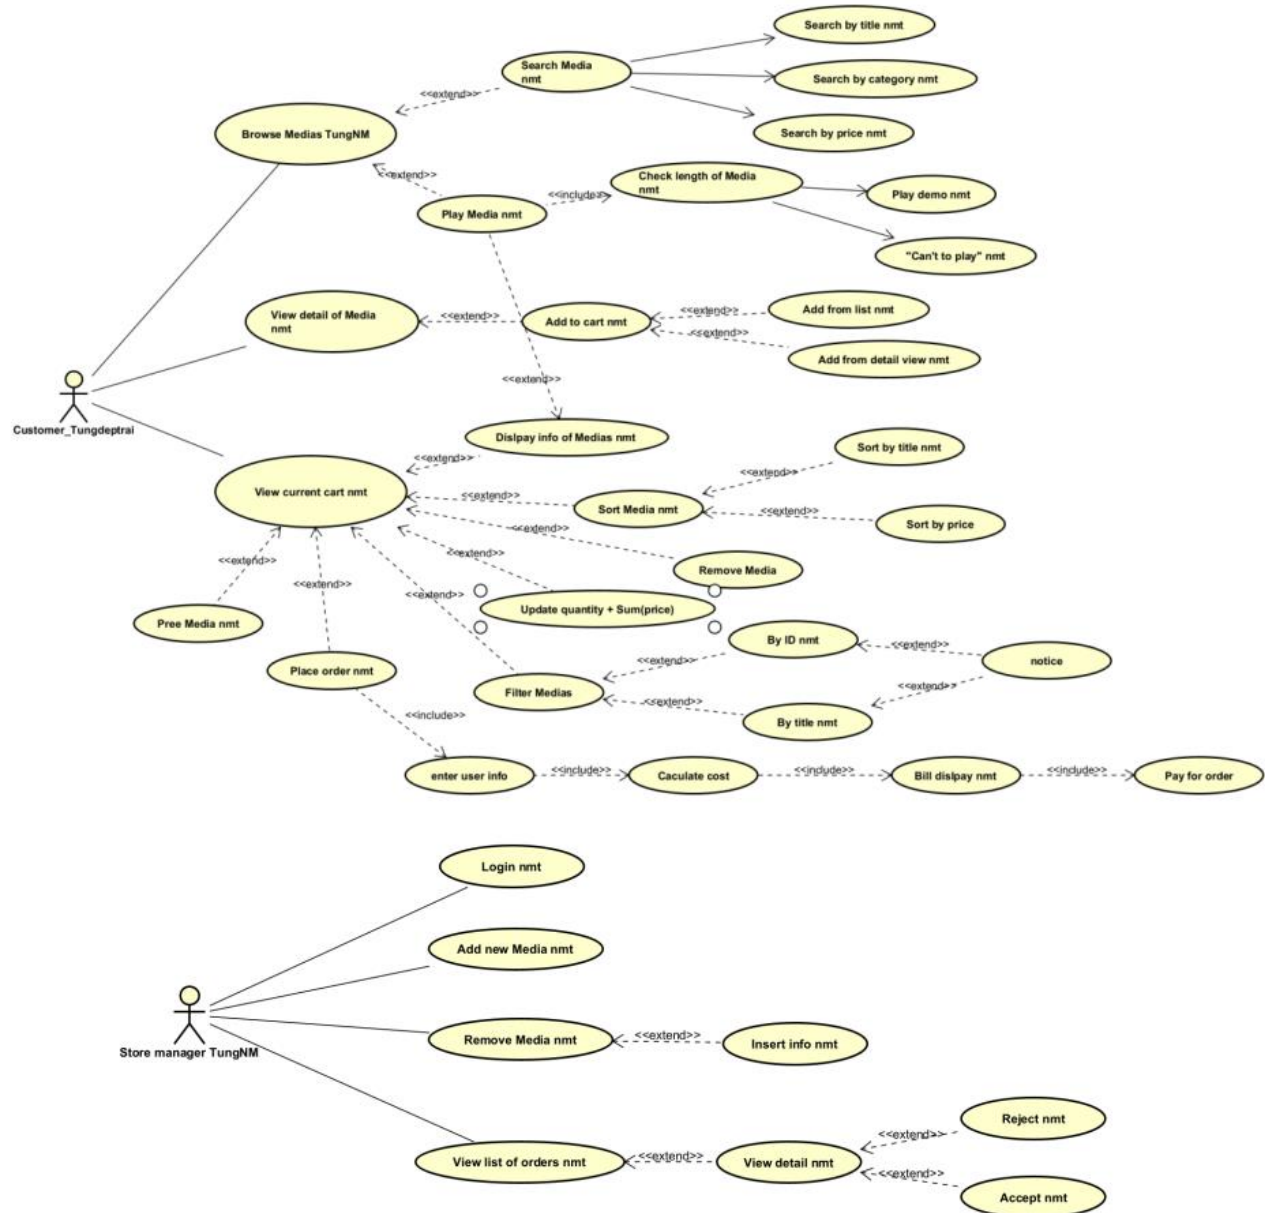 Search by title nmt
Search Media
nmt
Search by category nmt
<<extend>>
Browse Medias TungNM
Search by price nmt
<<extend>>
Check length of Media
nmt
<<include>>
Play demo nmt
Play Media nmt
"Can't to play" nmt
View detail of Media
nmt
<<extend>>
Add to cart nmt
<<extend>>
Add from list nmt
<<extend>>
Add from detail view nmt
<<extend>>
Customer_Tungdeptrai
Dislpay info of Medias nmt
<<extend>>
Sort by title nmt
<<extend>>
View current cart nmt
<<extend>>
Sort Media nmt
<<extend>>
Sort by price
<<extend>>
<<extend>>
Remove Media
<<extend>>
<<extend>>
<<extend>>
Update quantity + Sum(price)
Pree Media nmt
By ID nmt
<<extend>>
notice
Place order nmt
<<extend>>
Filter Medias
<<extend>>
<<extend>>
By title nmt
<<include>>
enter user info
<<include>>
Caculate cost
<<include>>
Bill dislpay nmt
<<include>>
Pay for order
Login nmt
Add new Media nmt
Store manager TungNM
Remove Media nmt
<<extend>>
Insert info nmt
Reject nmt
<<extend>>
View list of orders nmt
<<extend>>
View detail nmt
<<extend>>
Accept nmt